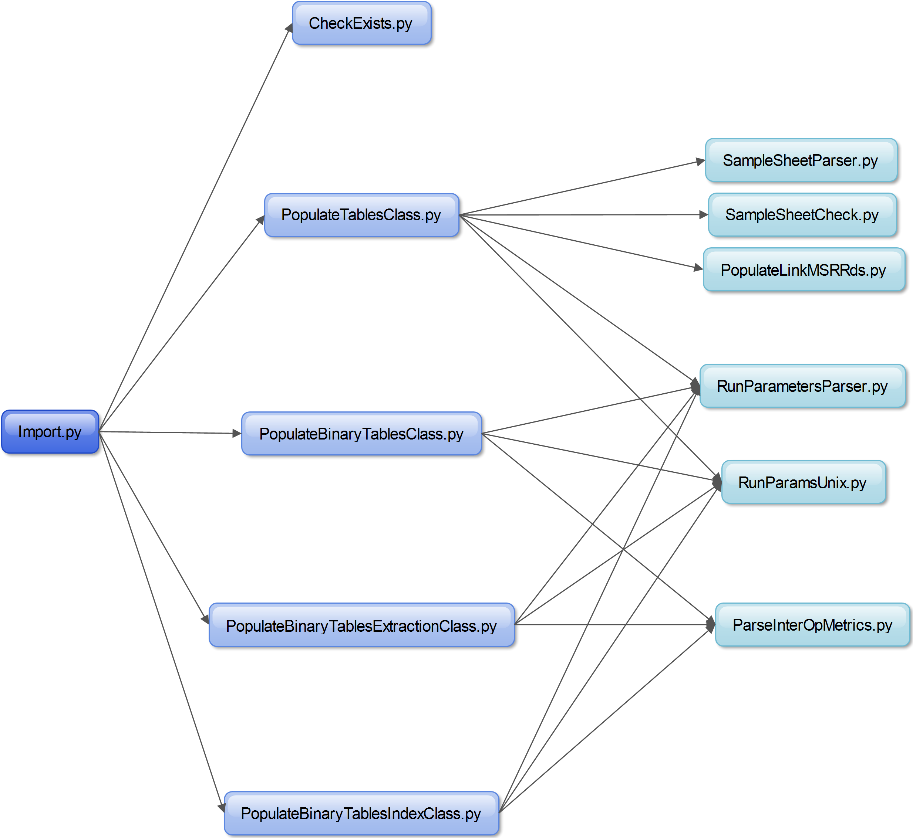 CheckExists.py
SampleSheetParser.py
PopulateTablesClass.py
SampleSheetCheck.py
PopulateLinkMSRRds.py
RunParametersParser.py
Import.py
PopulateBinaryTablesClass.py
RunParamsUnix.py
PopulateBinaryTablesExtractionClass.py
ParseInterOpMetrics.py
PopulateBinaryTablesIndexClass.py